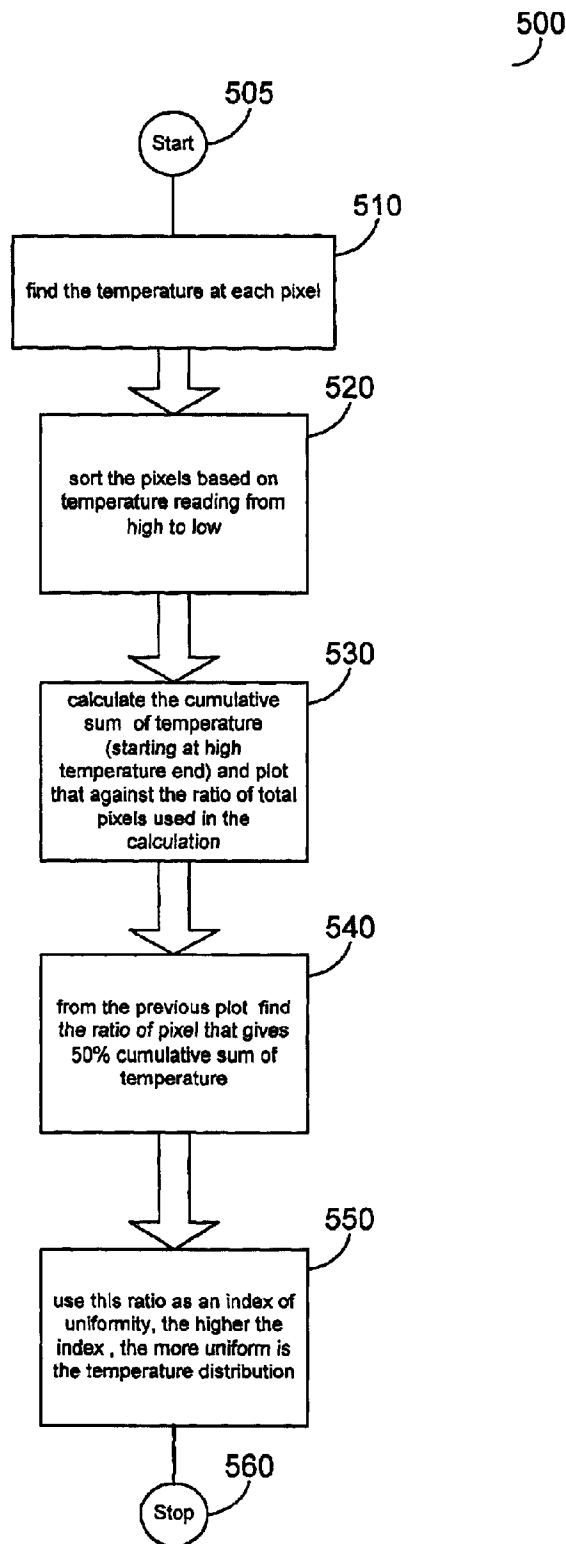 500
505
Start
510
find the temperature at each pixel
520
sort the pixels based on
temperature reading from
high to low
530
calculate the cumulative
sum of temperature
(starting at high
temperature end) and plot
that against the ratio of total
pixels used in the
calculation
540
from the previous plot find
the ratio of pixel that gives
50% cumulative sum of
temperature
550
use this ratio as an index of
uniformity, the higher the
index , the more uniform is
the temperature distribution
560
Stop